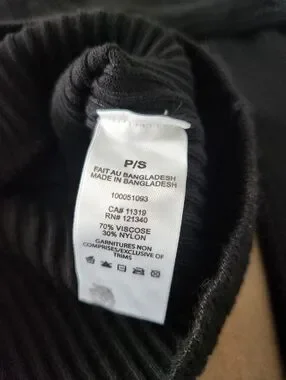 P/S
FAIT AU BANGLADESH
MADE IN BANGLADESH
100051093
CA# 11319
RN# 121340
70% VISCOSE
30% NYLON
GARNITURES NON
COMPRISES/EXCLUSIVE OF
TRIMS